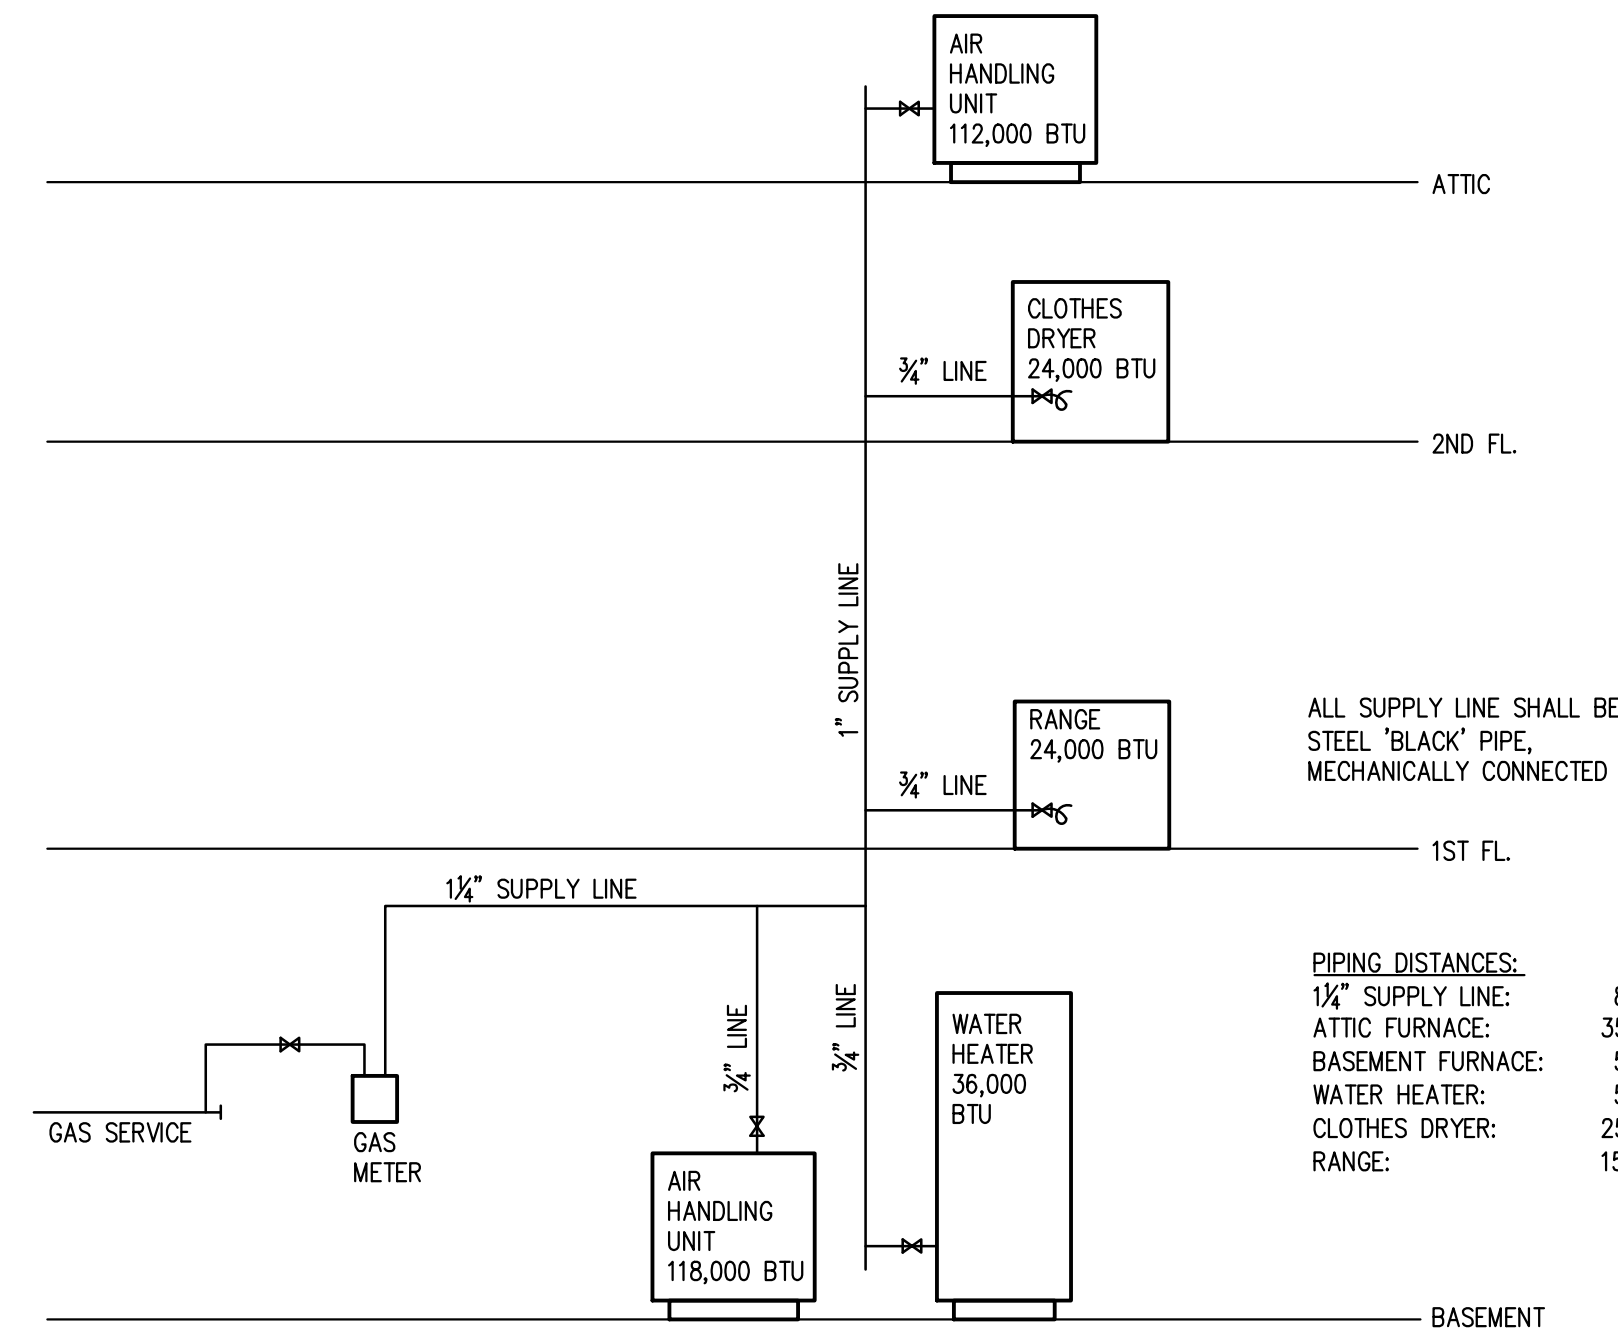 AIR
HANDLING
UNIT
112,000 BTU
ATTIC
CLOTHES
DRYER
24,000 BTU
¾" LINE
2ND FL.
1" SUPPLY LINE
RANGE
24,000 BTU
¾" LINE
ALL SUPPLY LINE SHALL BE
STEEL 'BLACK' PIPE,
MECHANICALLY CONNECTED
1ST FL.
1¼" SUPPLY LINE
¾" LINE
¾" LINE
WATER
HEATER
36,000
BTU
GAS SERVICE
GAS
METER
AIR
HANDLING
UNIT
118,000 BTU
PIPING DISTANCES:
1¼" SUPPLY LINE:
ATTIC FURNACE: 35
BASEMENT FURNACE:
WATER HEATER:
CLOTHES DRYER:
RANGE:
BASEMENT